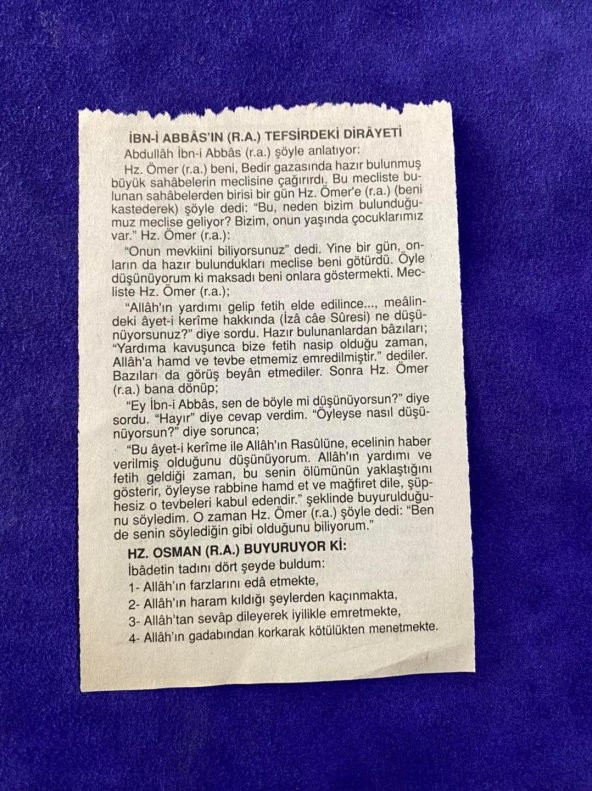 İBN-İ ABBÂS'IN (R.A.) TEFSİRDEKİ DİRÂYETİ
Abdullâh İbn-i Abbâs (r.a.) şöyle anlatıyor:
Hz. Ömer (r.a.) beni, Bedir gazasında hazır bulunmuş
büyük sahâbelerin meclisine çağırırdı. Bu mecliste bu-
lunan sahâbelerden birisi bir gün Hz. Ömer'e (r.a.) (beni
kastederek) şöyle dedi: “Bu, neden bizim bulunduğu-
muz meclise geliyor? Bizim, onun yaşında çocuklarımız
var.” Hz. Ömer (r.a.):
“Onun mevkiini biliyorsunuz” dedi. Yine bir gün, on-
ların da hazır bulundukları meclise beni götürdü. Öyle
düşünüyorum ki maksadı beni onlara göstermekti. Mec-
liste Hz. Ömer (r.a.);
“Allâh'ın yardımı gelip fetih elde edilince..., meâlin-
deki âyet-i kerîme hakkında (İzâ câe Sûresi) ne düşü-
nüyorsunuz?” diye sordu. Hazır bulunanlardan bâzıları;
“Yardıma kavuşunca bize fetih nasip olduğu zaman,
Allâh'a hamd ve tevbe etmemiz emredilmiştir.” dediler.
Bazıları da görüş beyân etmediler. Sonra Hz. Ömer
(r.a.) bana dönüp;
“Ey İbn-i Abbâs, sen de böyle mi düşünüyorsun?” diye
sordu. “Hayır” diye cevap verdim. “Öyleyse nasıl düşü-
nüyorsun?” diye sorunca;
“Bu âyet-i kerîme ile Allâh'ın Rasûlüne, ecelinin haber
verilmiş olduğunu düşünüyorum. Allâh'ın yardımı ve
fetih geldiği zaman, bu senin ölümünün yaklaştığını
gösterir, öyleyse rabbine hamd et ve mağfiret dile, şüp-
hesiz o tevbeleri kabul edendir.” şeklinde buyurulduğu-
nu söyledim. O zaman Hz. Ömer (r.a.) şöyle dedi: “Ben
de senin söylediğin gibi olduğunu biliyorum.”
HZ. OSMAN (R.A.) BUYURUYOR Kİ:
İbâdetin tadını dört şeyde buldum:
1- Allâh'ın farzlarını edâ etmekte,
2- Allâh'ın haram kıldığı şeylerden kaçınmakta,
3- Allâh'tan sevâp dileyerek iyilikle emretmekte,
4- Allâh'ın gadabından korkarak kötülükten menetmekte.